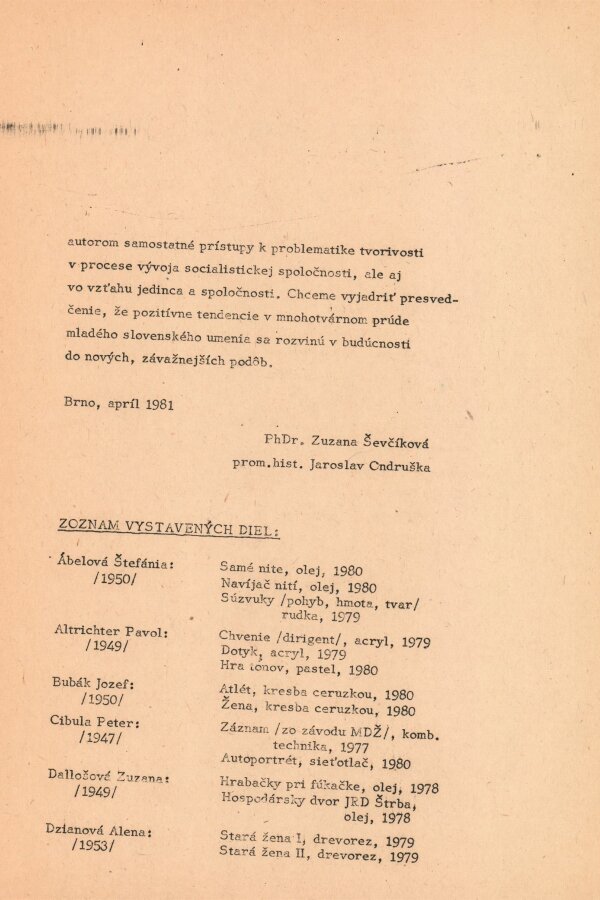 autorom samostatné prístupy k problematike tvorivosti
v procese vývoja socialistickej spoločnosti, ale aj
vo vzťahu jedinca a spoločnosti. Chceme vyjadriť presved-
čenie, že pozitívne tendencie v mnohotvárnom prúde
mladého slovenského umenia sa rozvinú v budúcnosti
do nových, závažnejších podôb.
Brno, apríl 1981
PhDr. Zuzana Ševčíková
prom.hist. Jaroslav Ondruška
ZOZNAM VYSTAVENÝCH DIEL:
Ábelová Štefánia: Samé nite, olej, 1980
/1950/ Navíjač nití, olej, 1980
Súzvuky /pohyb, hmota, tvar/
rudka, 1979
Altrichter Pavol: Chvenie /dirigent/, acryl, 1979
/1949/ Dotyk, acryl, 1979
Hra tónov, pastel, 1980
Bubák Jozef: Atlét, kresba ceruzkou, 1980
/1950/ Žena, kresba ceruzkou, 1980
Cibula Peter: Záznam /zo závodu MDŽ/, komb.
/1947/ technika, 1977
Autoportrét, sieťotlač, 1980
Dallošová Zuzana: Hrabačky pri fúkačke, olej, 1978
/1949/ Hospodársky dvor JRD Štrba,
olej, 1978
Dzianová Alena: Stará žena I, drevorez, 1979
/1953/ Stará žena II, drevorez, 1979